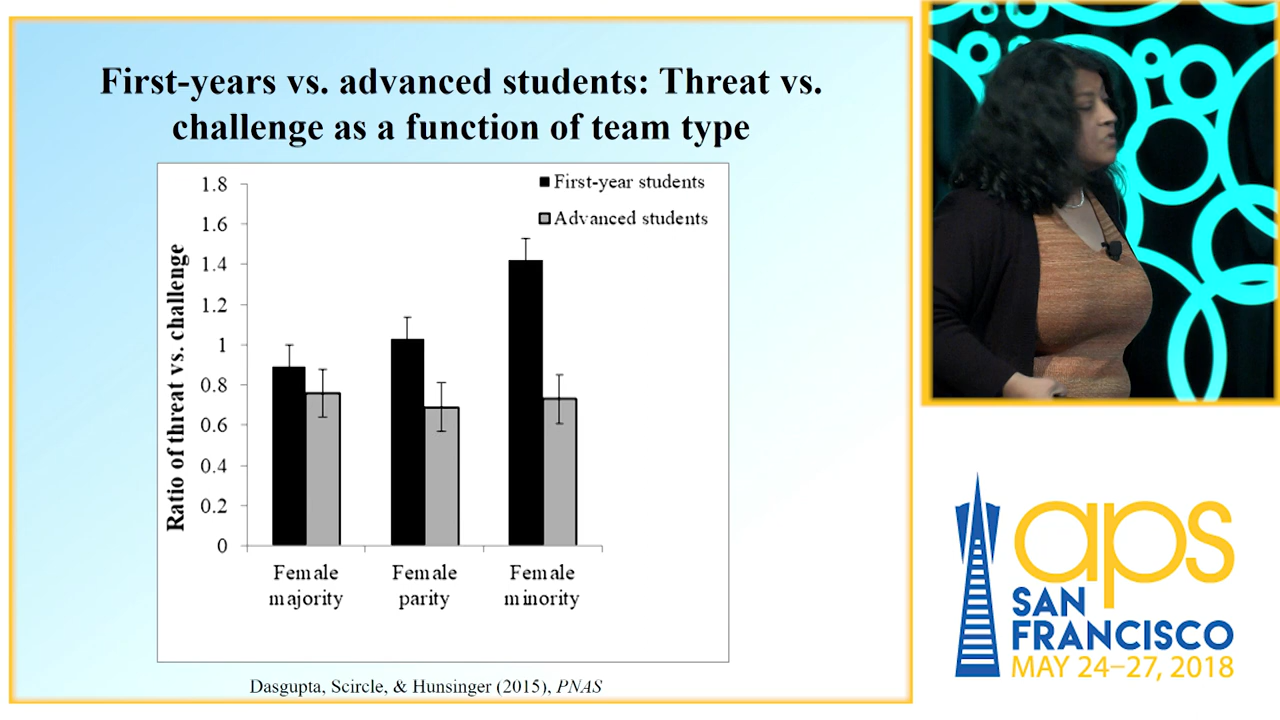 First-years vs. advanced students: Threat vs.
challenge as a function of team type
Ratio of threat vs. challenge
1.8
1.6
1.4
1.2
1
0.8
0.6
0.4
0.2
0
First-year students
Advanced students
Female
majority
Female
parity
Female
minority
Dasgupta, Scircle, & Hunsinger (2015), PNAS
aps
SAN
FRANCISCO
MAY 24–27, 2018